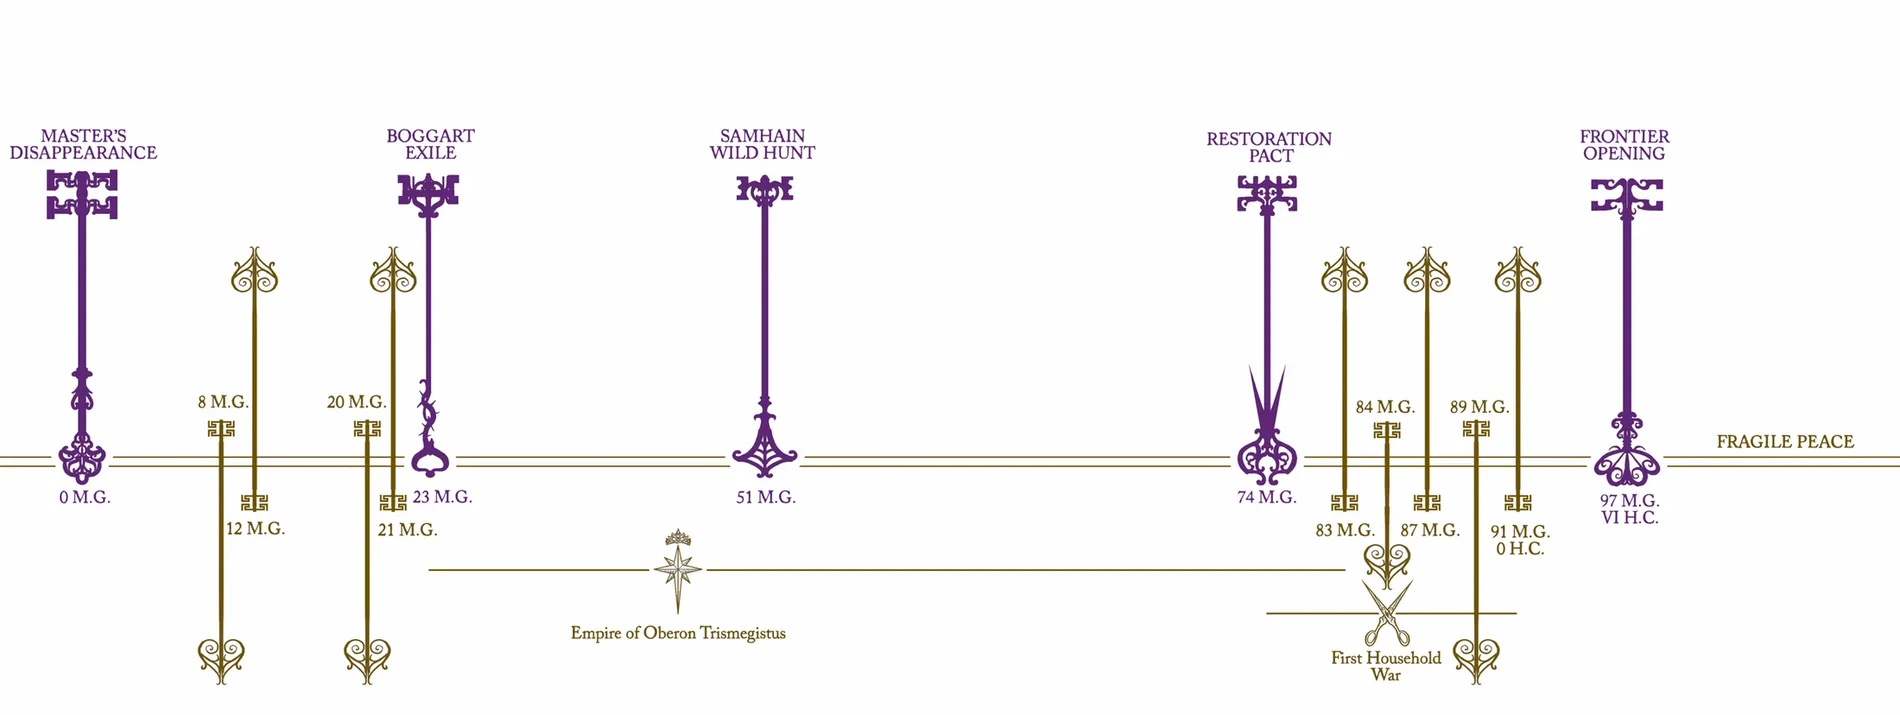 MASTER'S
DISAPPEARANCE
BOGGART
EXILE
SAMHAIN
WILD HUNT
RESTORATION
PACT
FRONTIER
OPENING
8 M.G.
20 M.G.
84 M.G.
89 M.G.
FRAGILE PEACE
0 M.G.
12 M.G.
21 M.G.
23 M.G.
51 M.G.
74 M.G.
83 M.G.
87 M.G.
91 M.G.
0 H.C.
97 M.G.
VI H.C.
Empire of Oberon Trismegistus
First Household
War